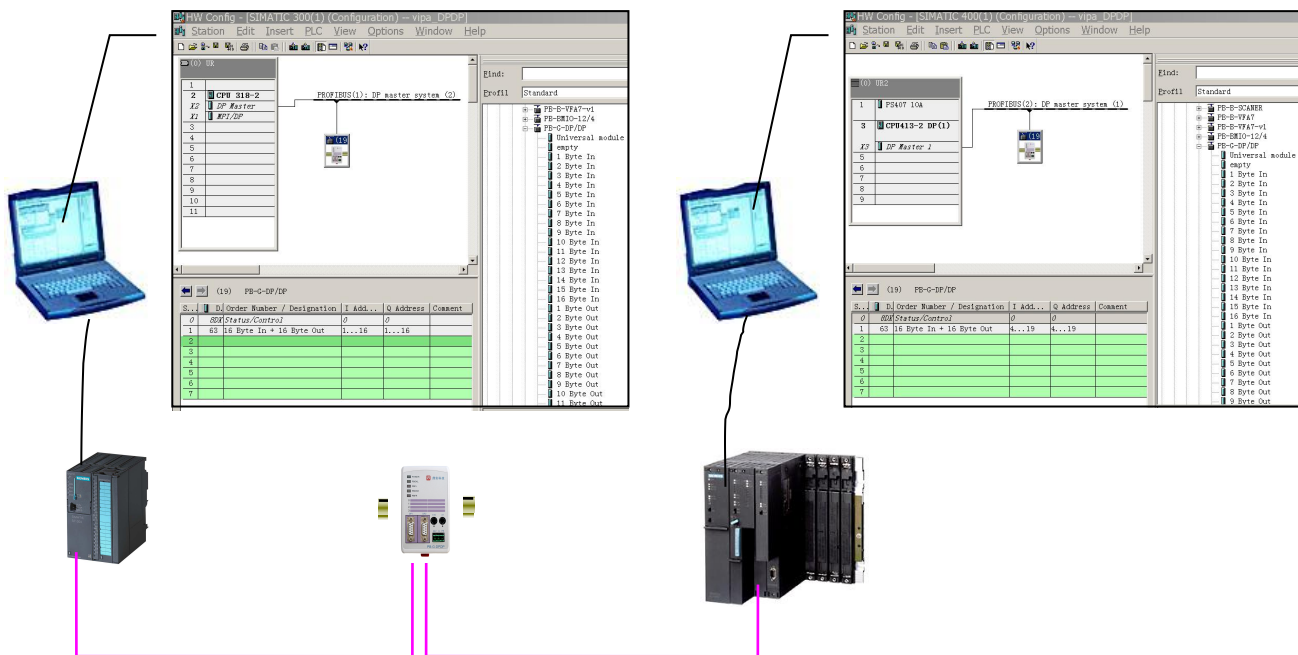 HW Config - [SIMATIC 300(1) (Configuration) -- vipa_DPDP]
Station Edit Insert PLC View Options Window Help
(0) UR
1
2 CPU 318-2
X2 DP Master
X1 MPI/DP
3
4
5
6
7
8
9
10
11
PROFIBUS(1): DP master system (2)
(19
Find:
Profil Standard
PB-B-VFA7-v1
PB-BMIO-12/4
PB-G-DP/DP
Universal module
empty
1 Byte In
2 Byte In
3 Byte In
4 Byte In
5 Byte In
6 Byte In
7 Byte In
8 Byte In
9 Byte In
10 Byte In
11 Byte In
12 Byte In
13 Byte In
14 Byte In
15 Byte In
16 Byte In
1 Byte Out
2 Byte Out
3 Byte Out
4 Byte Out
5 Byte Out
6 Byte Out
7 Byte Out
8 Byte Out
9 Byte Out
10 Byte Out
11 Byte Out
(19) PB-G-DP/DP
S... D. Order Number / Designation I Add... Q Address Comment
0 8DX Status/Control 0 0
1 63 16 Byte In + 16 Byte Out 1...16 1...16
2
3
4
5
6
7
HW Config - [SIMATIC 400(1) (Configuration) -- vipa_DPDP]
Station Edit Insert PLC View Options Window Help
(0) UR2
1 PS407 10A
3 CPU413-2 DP(1)
X3 DP Master 1
5
6
7
8
9
PROFIBUS(2): DP master system (1)
(19
Find:
Profil Standard
PB-B-SCANER
PB-B-VFA7
PB-B-VFA7-v1
PB-BMIO-12/4
PB-G-DP/DP
Universal module
empty
1 Byte In
2 Byte In
3 Byte In
4 Byte In
5 Byte In
6 Byte In
7 Byte In
8 Byte In
9 Byte In
10 Byte In
11 Byte In
12 Byte In
13 Byte In
14 Byte In
15 Byte In
16 Byte In
1 Byte Out
2 Byte Out
3 Byte Out
4 Byte Out
5 Byte Out
6 Byte Out
7 Byte Out
8 Byte Out
9 Byte Out
(19) PB-G-DP/DP
S... D. Order Number / Designation I Add... Q Address Comment
0 8DX Status/Control 0 0
1 63 16 Byte In + 16 Byte Out 4...19 4...19
2
3
4
5
6
7